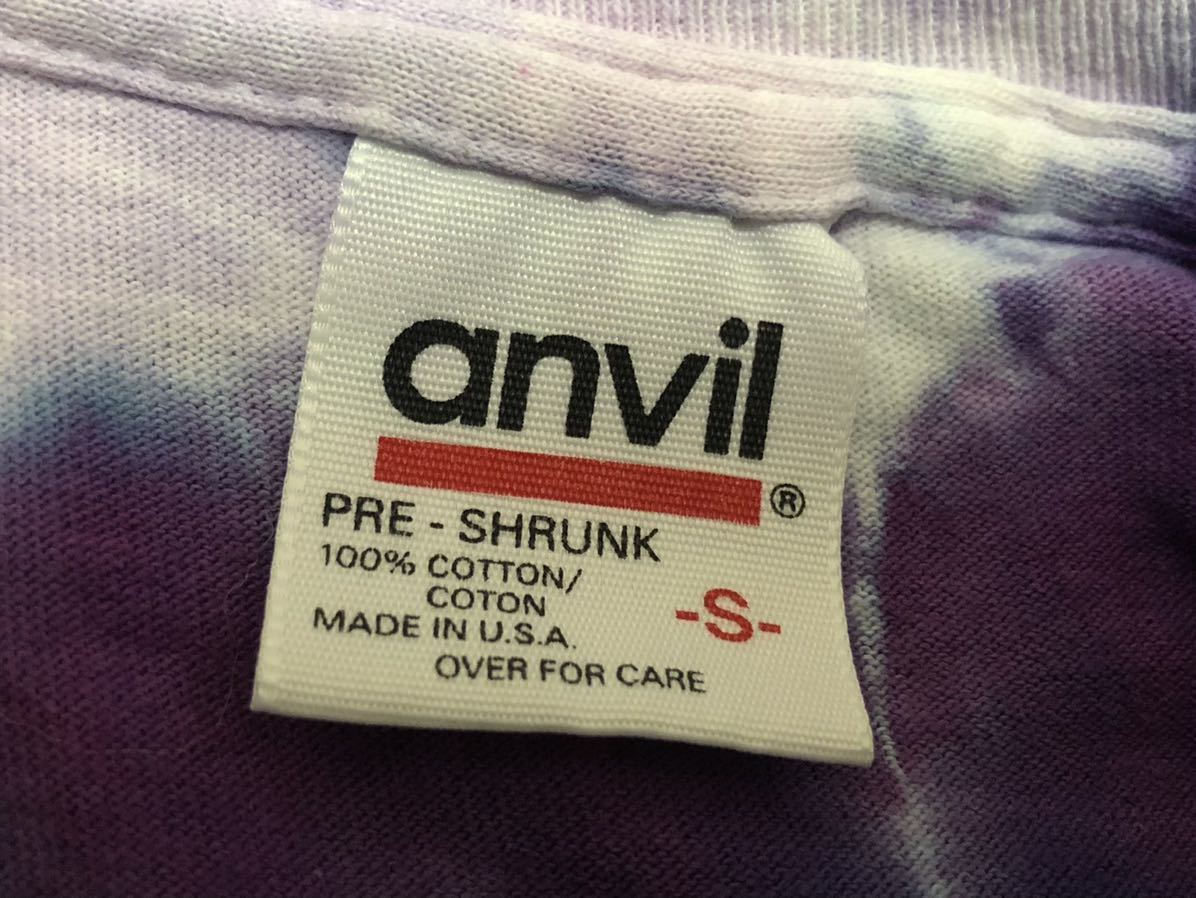 anvil
®
PRE - SHRUNK
100% COTTON/
COTON
-S-
MADE IN U.S.A.
OVER FOR CARE